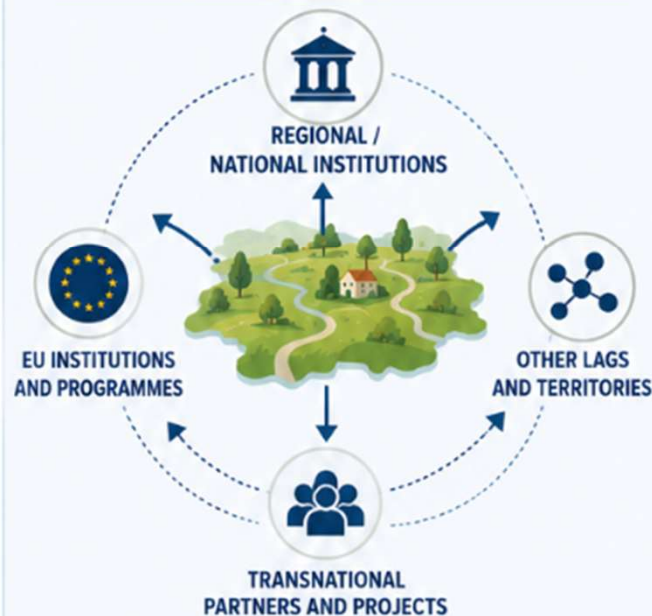 REGIONAL /
NATIONAL INSTITUTIONS
EU INSTITUTIONS
AND PROGRAMMES
OTHER LAGS
AND TERRITORIES
TRANSNATIONAL
PARTNERS AND PROJECTS